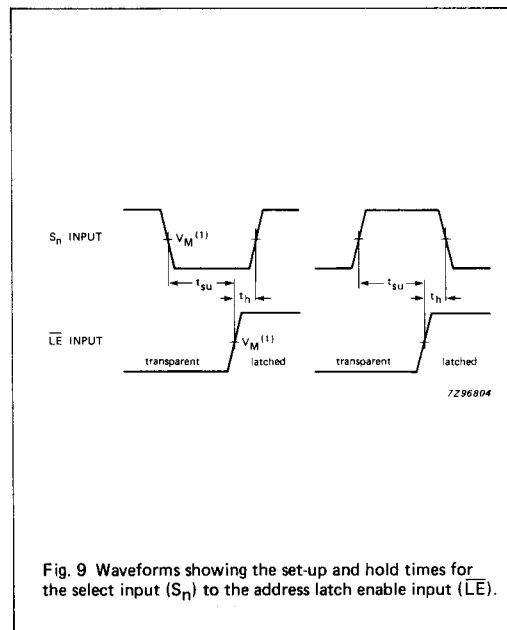 Sn INPUT
VM(1)
tsu
th
LE INPUT
VM(1)
transparent
latched
tsu
th
transparent
latched
7Z96804
Fig. 9 Waveforms showing the set-up and hold times for
the select input (Sn) to the address latch enable input (LE).